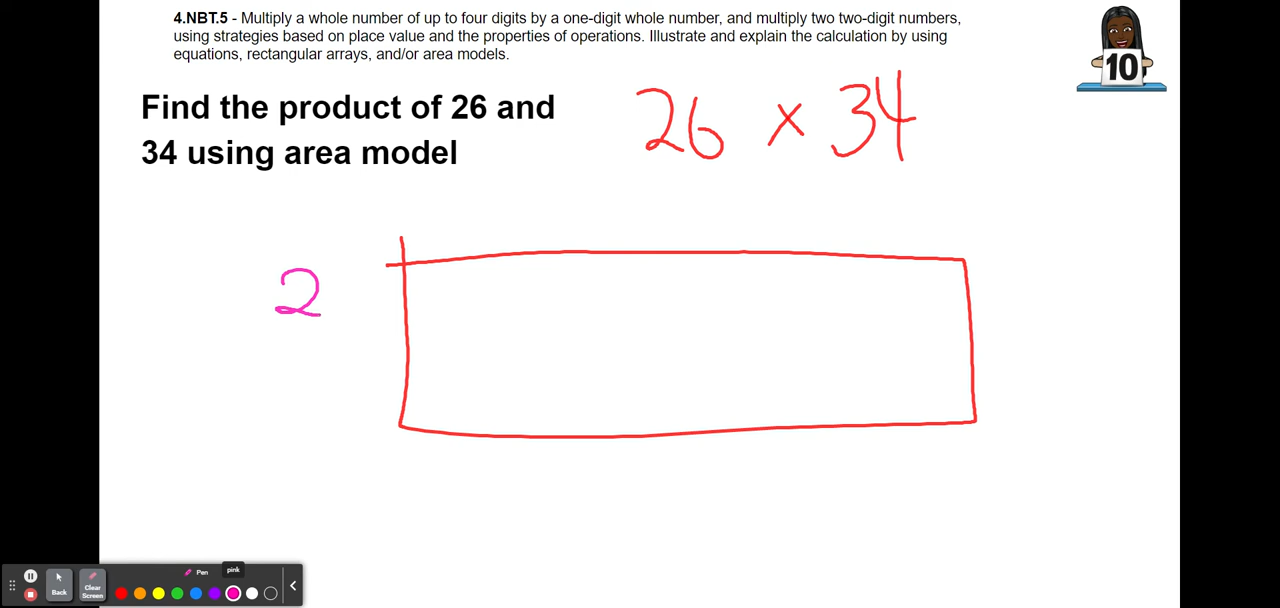 4.NBT.5 - Multiply a whole number of up to four digits by a one-digit whole number, and multiply two two-digit numbers,
using strategies based on place value and the properties of operations. Illustrate and explain the calculation by using
equations, rectangular arrays, and/or area models.
10
Find the product of 26 and
34 using area model
26 × 34
2
Pen
pink
Back
Clear
Screen